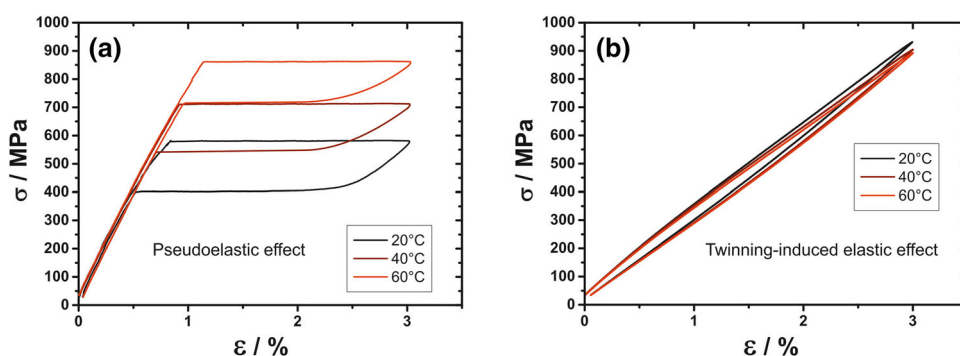 (a)
1000
900
800
700
600
500
400
300
200
100
0
σ / MPa
0
1
2
3
ε / %
Pseudoelastic effect
20°C
40°C
60°C
(b)
1000
900
800
700
600
500
400
300
200
100
0
σ / MPa
0
1
2
3
ε / %
20°C
40°C
60°C
Twinning-induced elastic effect